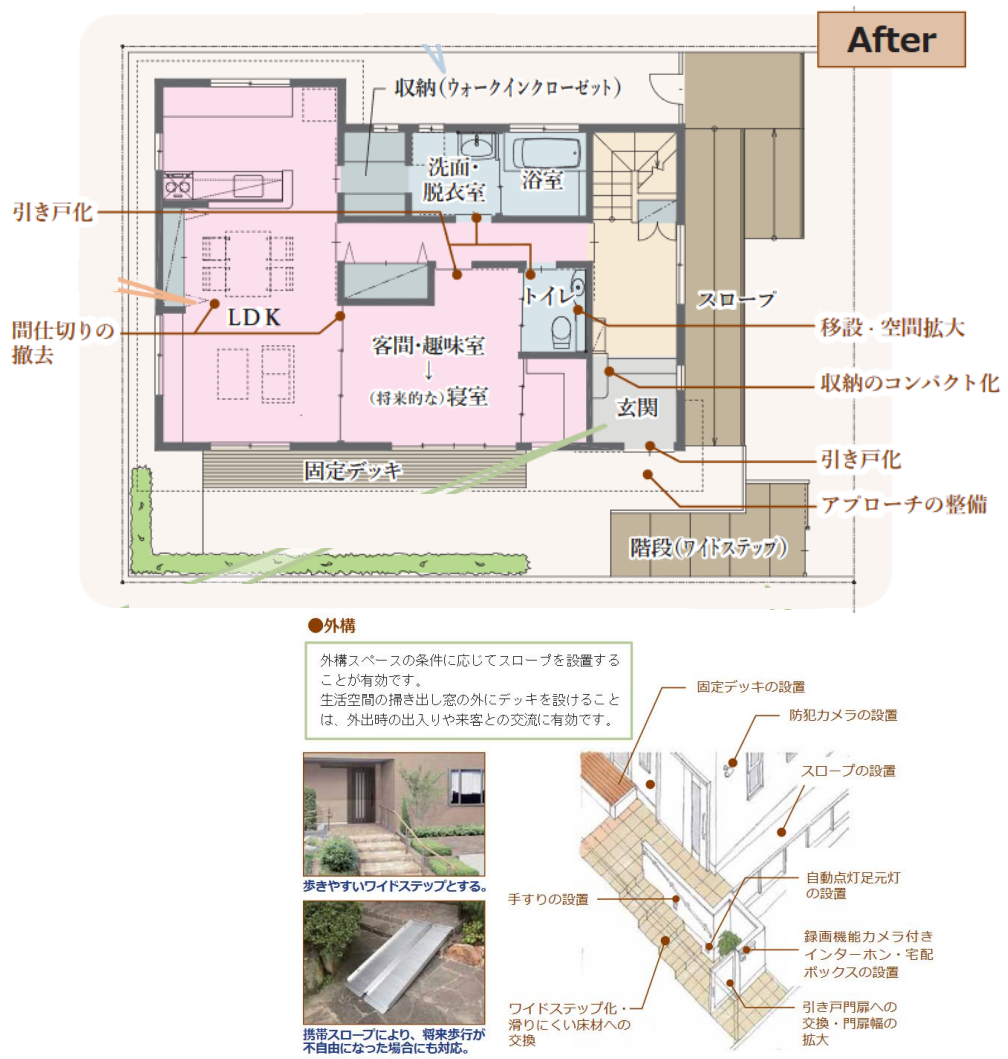 After
収納(ウォークインクローゼット)
洗面・
脱衣室
浴室
引き戸化
トイレ
スロープ
LDK
間仕切りの
撤去
移設・空間拡大
客間・趣味室
↓
(将来的な)寝室
収納のコンパクト化
玄関
引き戸化
固定デッキ
アプローチの整備
階段(ワイドステップ)
●外構
外構スペースの条件に応じてスロープを設置する
ことが有効です。
生活空間の掃き出し窓の外にデッキを設けること
は、外出時の出入りや来客との交流に有効です。
歩きやすいワイドステップとする。
携帯スロープにより、将来歩行が
不自由になった場合にも対応。
固定デッキの設置
防犯カメラの設置
スロープの設置
手すりの設置
自動点灯足元灯
の設置
録画機能カメラ付き
インターホン・宅配
ボックスの設置
ワイドステップ化・
滑りにくい床材への
交換
引き戸門扉への
交換・門扉幅の
拡大